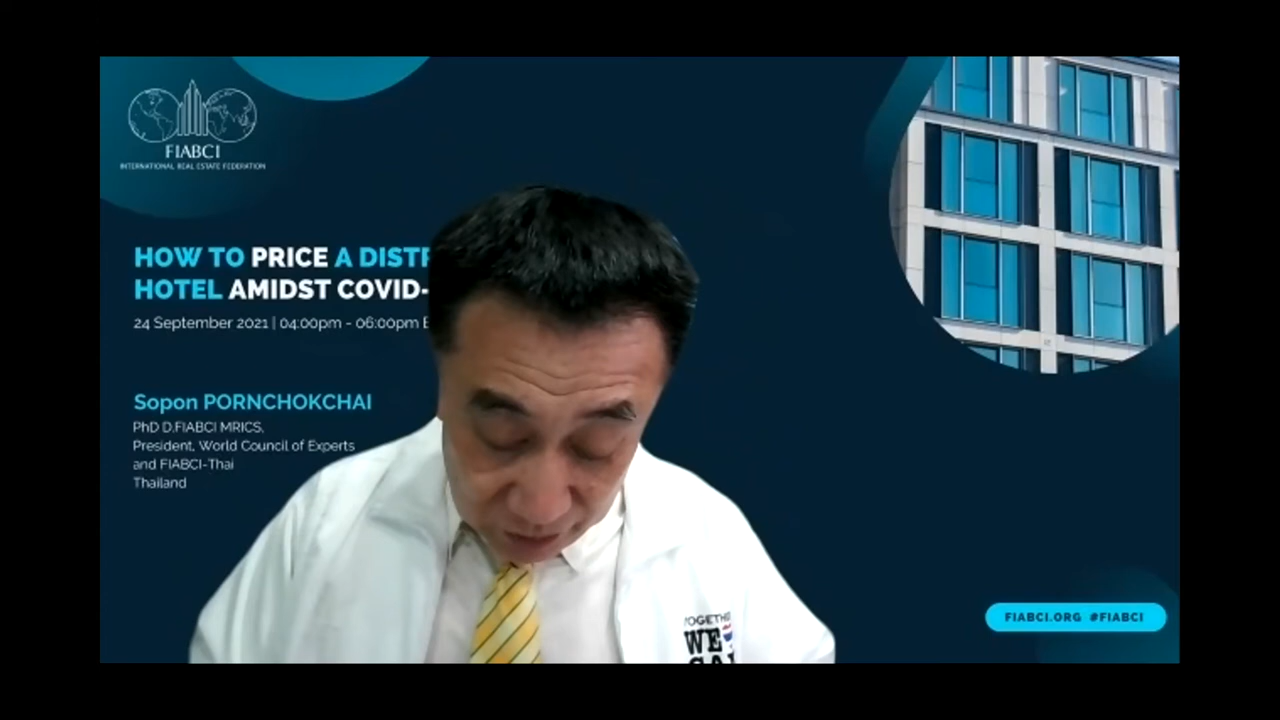 FIABCI
INTERNATIONAL REAL ESTATE FEDERATION
HOW TO PRICE A
HOTEL AMIDST COVID-
24 September 2021 | 04:00pm - 06:00pm
Sopon PORNCHOKCHAI
PhD D.FIABCI MRICS,
President, World Council of Experts
and FIABCI-Thai
Thailand
WE
FIABCI.ORG #FIABCI